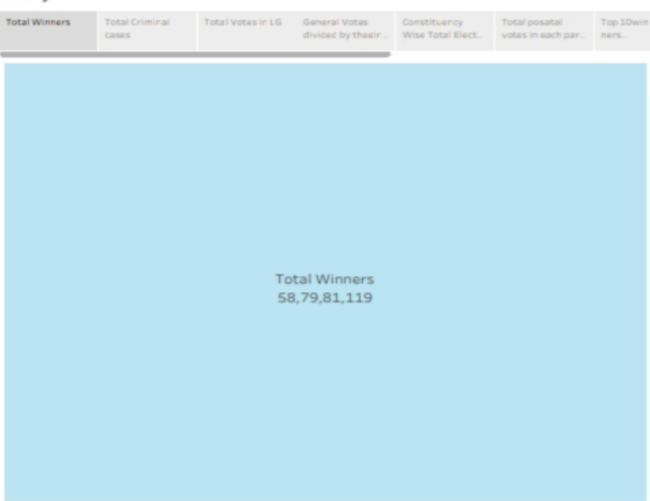 Total Winners
Total Criminal
cases
Total Votes in LG
General Votes
divided by theeir ..
Constituency
Wise Total Elect..
Total posatal
votes in each par..
Top 10win
ners..
Total Winners
58,79,81,119